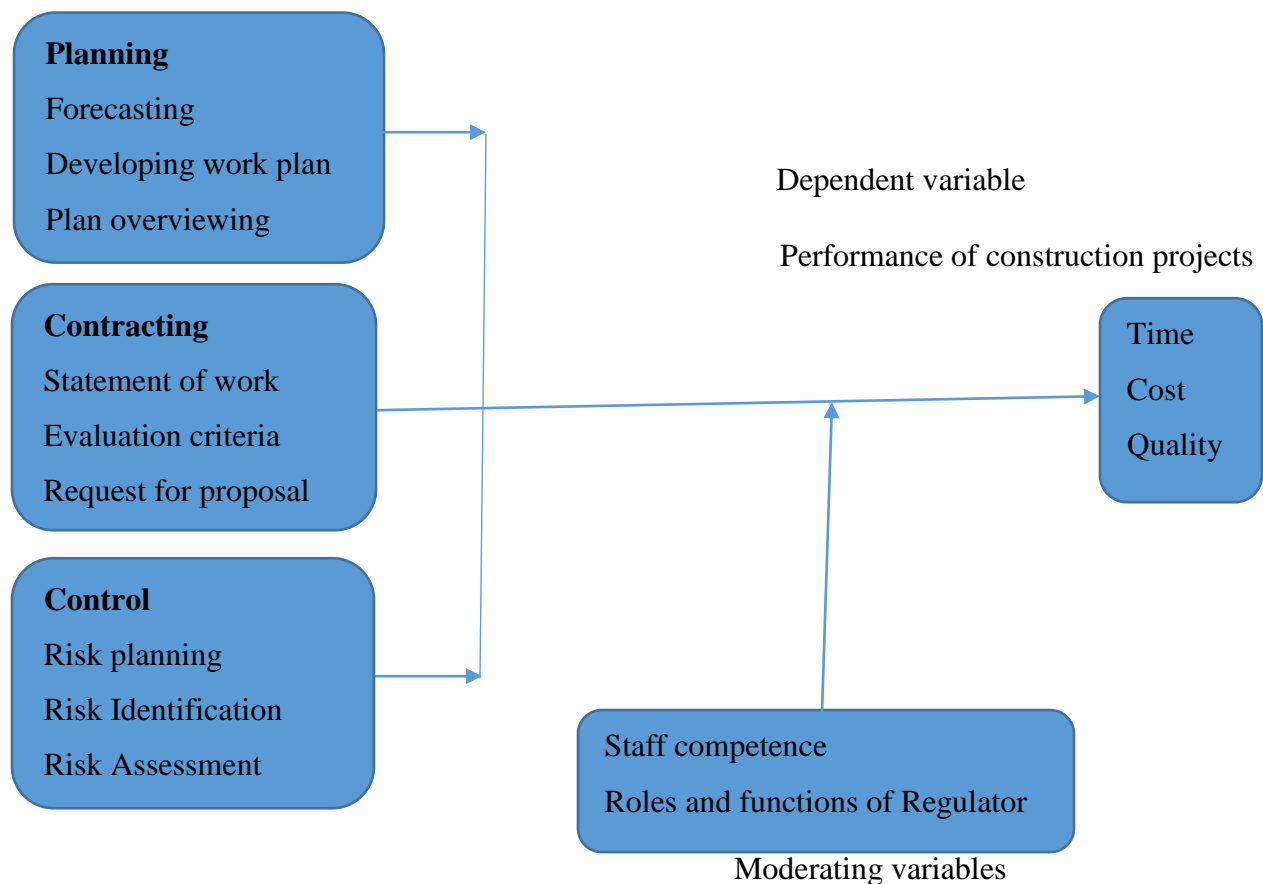 Planning
Forecasting
Developing work plan
Plan overviewing
Contracting
Statement of work
Evaluation criteria
Request for proposal
Control
Risk planning
Risk Identification
Risk Assessment
Dependent variable
Performance of construction projects
Time
Cost
Quality
Staff competence
Roles and functions of Regulator
Moderating variables